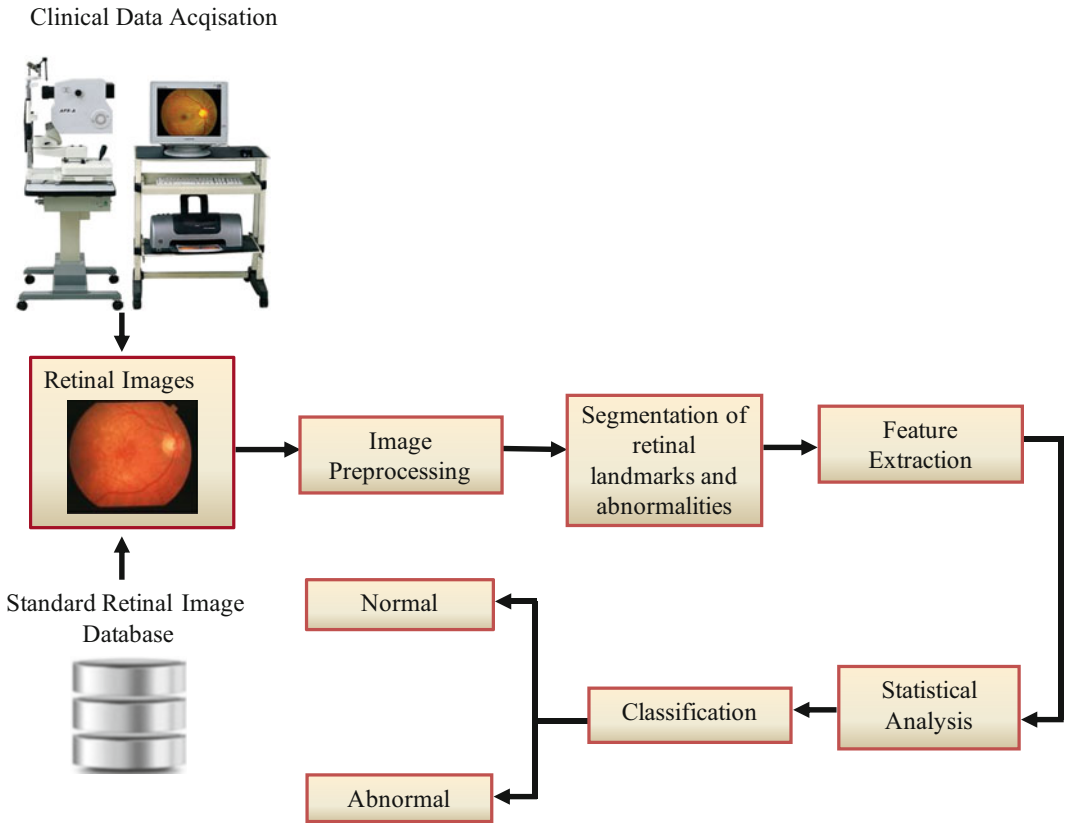 Clinical Data Acqisation
Retinal Images
Image
Preprocessing
Segmentation of
retinal
landmarks and
abnormalities
Feature
Extraction
Standard Retinal Image
Database
Normal
Abnormal
Classification
Statistical
Analysis